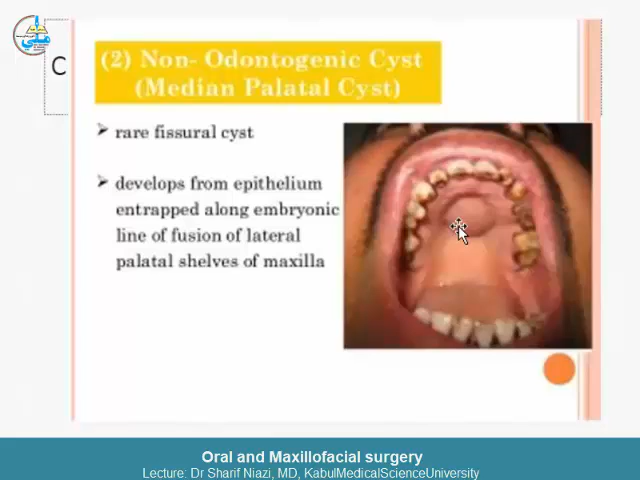 C
(2) Non- Odontogenic Cyst
(Median Palatal Cyst)
➤ rare fissural cyst
➤ develops from epithelium
entrapped along embryonic
line of fusion of lateral
palatal shelves of maxilla
Oral and Maxillofacial surgery
Lecture: Dr Sharif Niazi, MD, KabulMedicalScienceUniversity